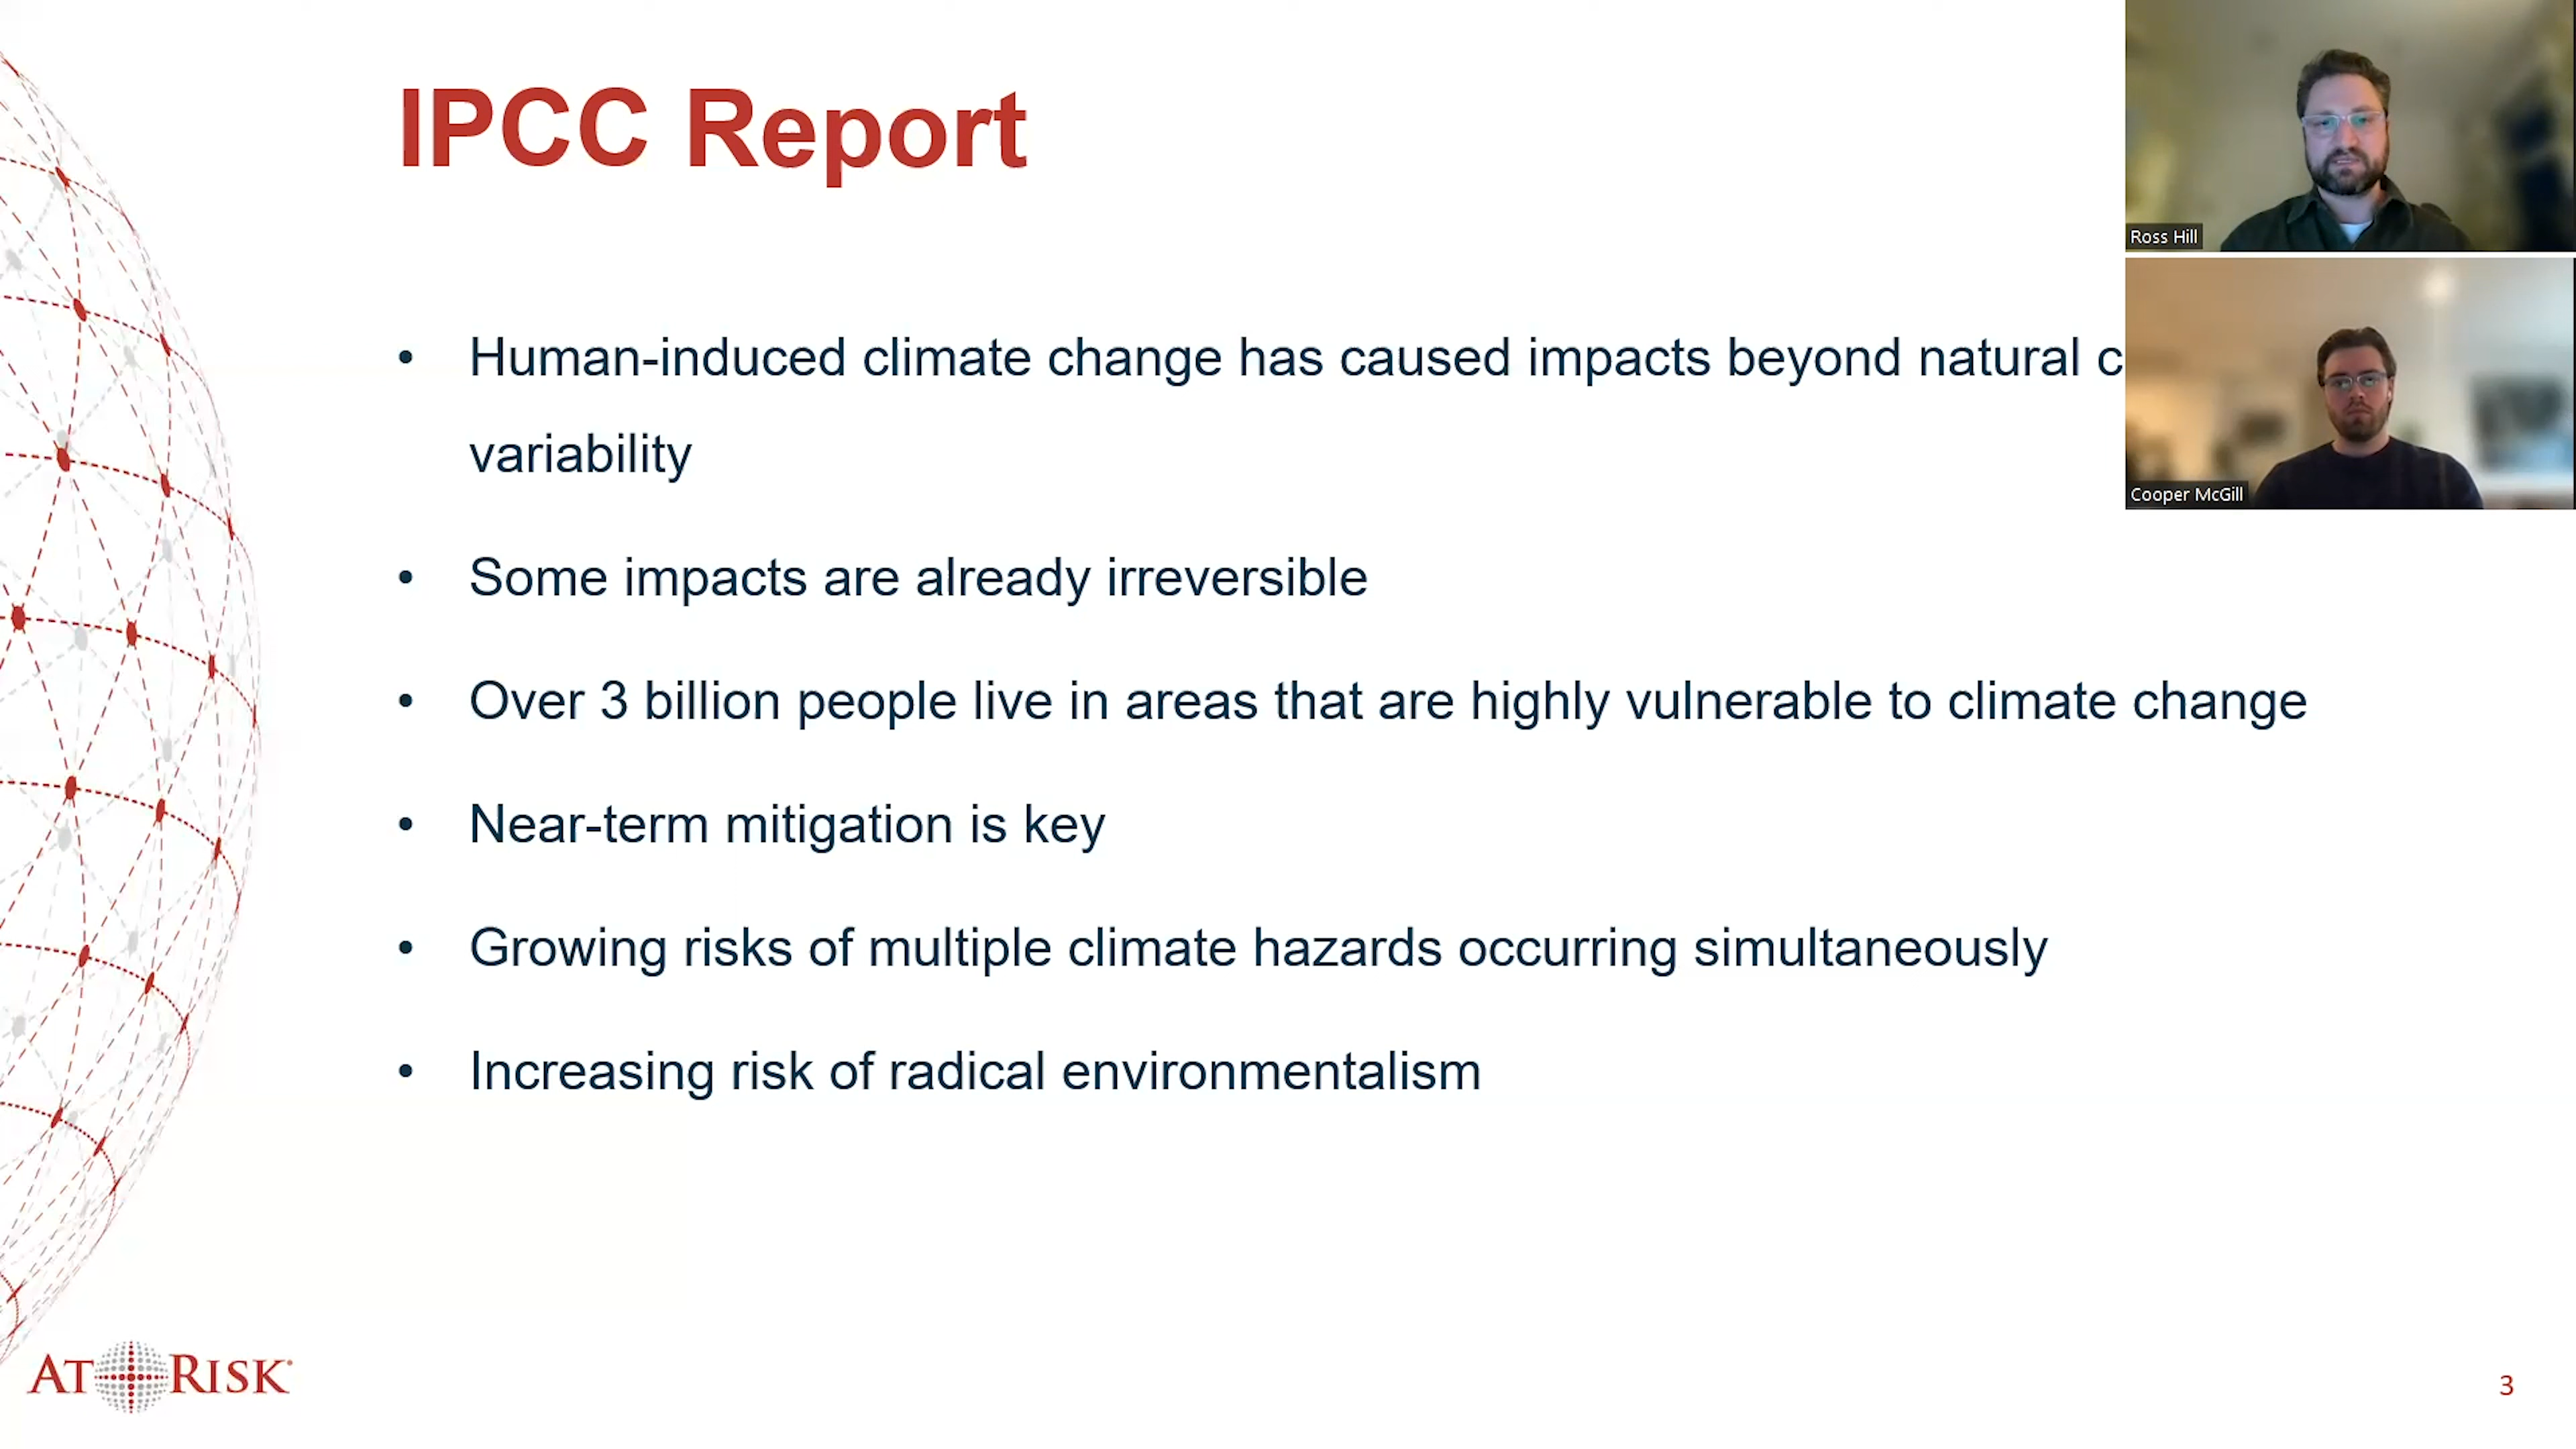 IPCC Report
Ross Hill
Cooper McGill
• Human-induced climate change has caused impacts beyond natural
variability
• Some impacts are already irreversible
• Over 3 billion people live in areas that are highly vulnerable to climate change
• Near-term mitigation is key
• Growing risks of multiple climate hazards occurring simultaneously
• Increasing risk of radical environmentalism
AT RISK
3